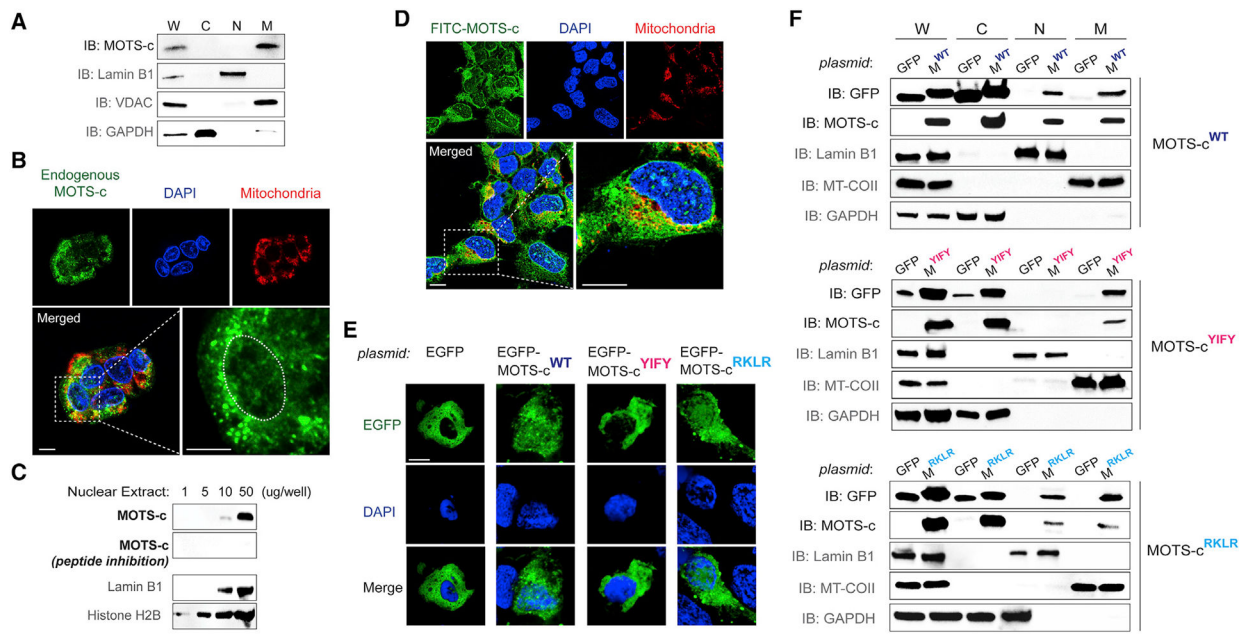 A
W C N M
IB: MOTS-c
IB: Lamin B1
IB: VDAC
IB: GAPDH
B
Endogenous
MOTS-c
DAPI
Mitochondria
Merged
C
Nuclear Extract: 1 5 10 50 (ug/well)
MOTS-c
MOTS-c
(peptide inhibition)
Lamin B1
Histone H2B
D
FITC-MOTS-c
DAPI
Mitochondria
Merged
E
plasmid:
EGFP
EGFP-
MOTS-cWT
EGFP-
MOTS-cYIFY
EGFP-
MOTS-cRKLR
EGFP
DAPI
Merge
F
W C N M
plasmid: GFP MWT GFP MWT GFP MWT GFP MWT
IB: GFP
IB: MOTS-c
IB: Lamin B1
IB: MT-COII
IB: GAPDH
MOTS-cWT
plasmid: GFP MYIFY GFP MYIFY GFP MYIFY GFP MYIFY
IB: GFP
IB: MOTS-c
IB: Lamin B1
IB: MT-COII
IB: GAPDH
MOTS-cYIFY
plasmid: GFP MRKLR GFP MRKLR GFP MRKLR GFP MRKLR
IB: GFP
IB: MOTS-c
IB: Lamin B1
IB: MT-COII
IB: GAPDH
MOTS-cRKLR